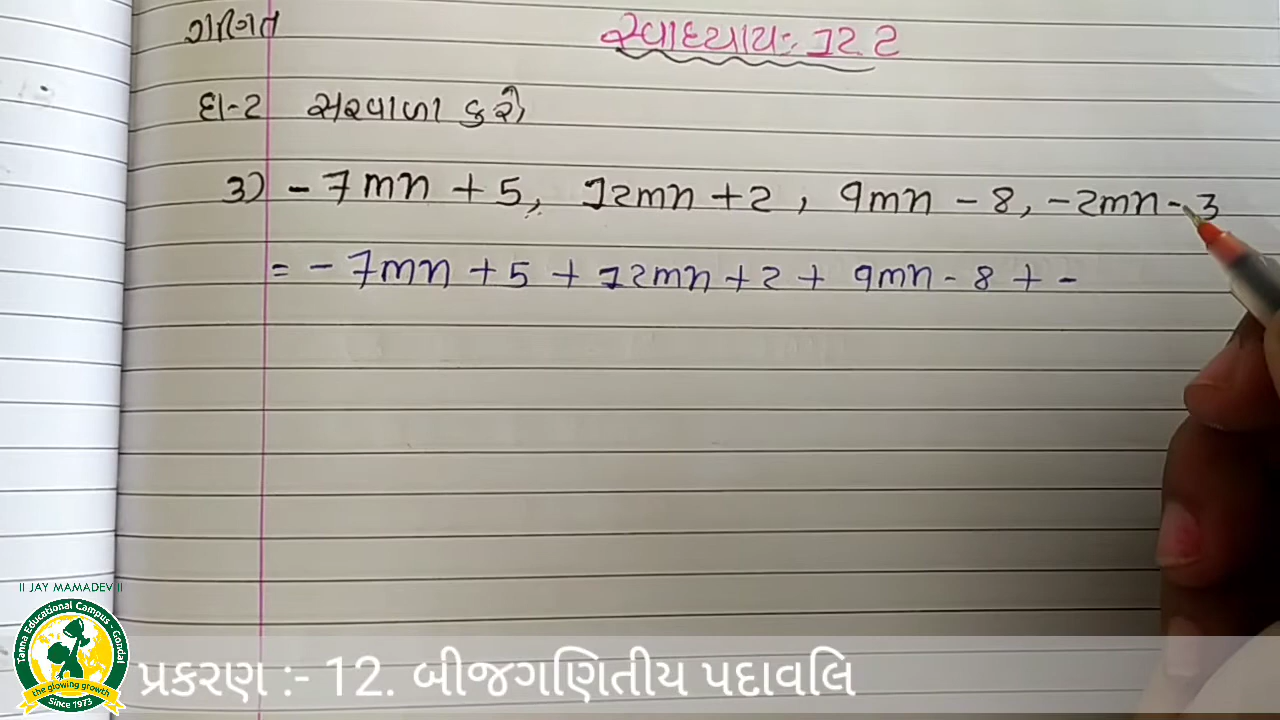 ગણિત
સ્વાધ્યાય:- 12.2
દા-2 સરવાળા કરો
3) - 7mn + 5, 12mn + 2, 9mn - 8, -2mn - 3
= - 7mn + 5 + 12mn + 2 + 9mn - 8 + -
|| JAY MAMADEV ||
Tanna Educational Campus - Gondal
the glowing growth
Since 1973
પ્રકરણ :- 12. બીજગણિતીય પદાવલિ